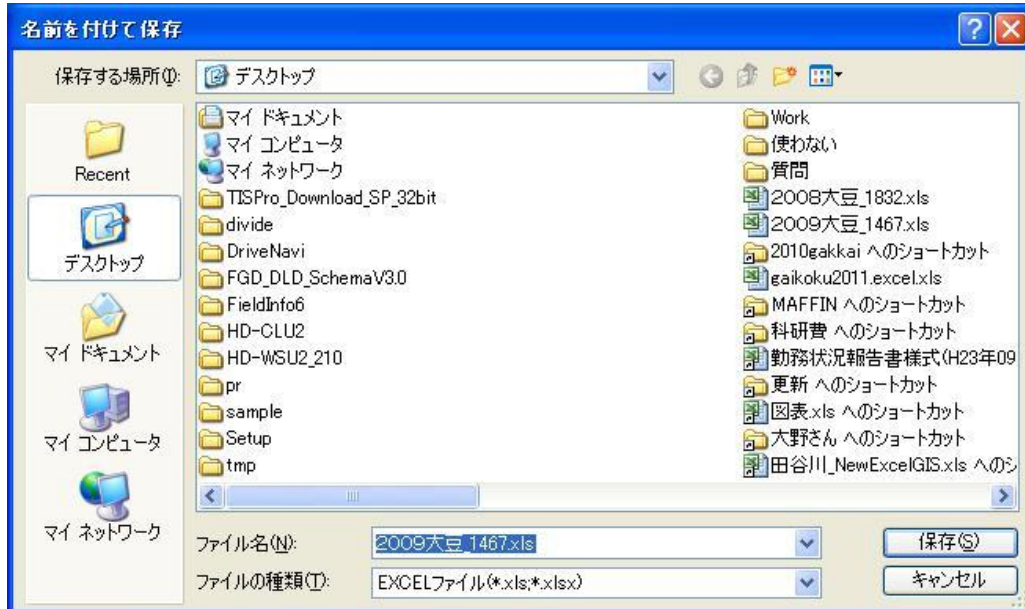 名前を付けて保存
保存する場所(I):
デスクトップ
Recent
デスクトップ
マイ ドキュメント
マイ コンピュータ
マイ ネットワーク
マイ ドキュメント
マイ コンピュータ
マイ ネットワーク
TISPro_Download_SP_32bit
divide
DriveNavi
FGD_DLD_SchemaV3.0
FieldInfo6
HD-CLU2
HD-WSU2_210
pr
sample
Setup
tmp
Work
使わない
質問
2008大豆_1832.xls
2009大豆_1467.xls
2010gakkai へのショートカット
gaikoku2011.excel.xls
MAFFIN へのショートカット
科研費 へのショートカット
勤務状況報告書様式(H23年09
更新 へのショートカット
図表.xls へのショートカット
大野さん へのショートカット
田谷川_NewExcelGIS.xls へのシ
ファイル名(N):
2009大豆_1467.xls
保存(S)
ファイルの種類(T):
EXCELファイル(*.xls;*.xlsx)
キャンセル